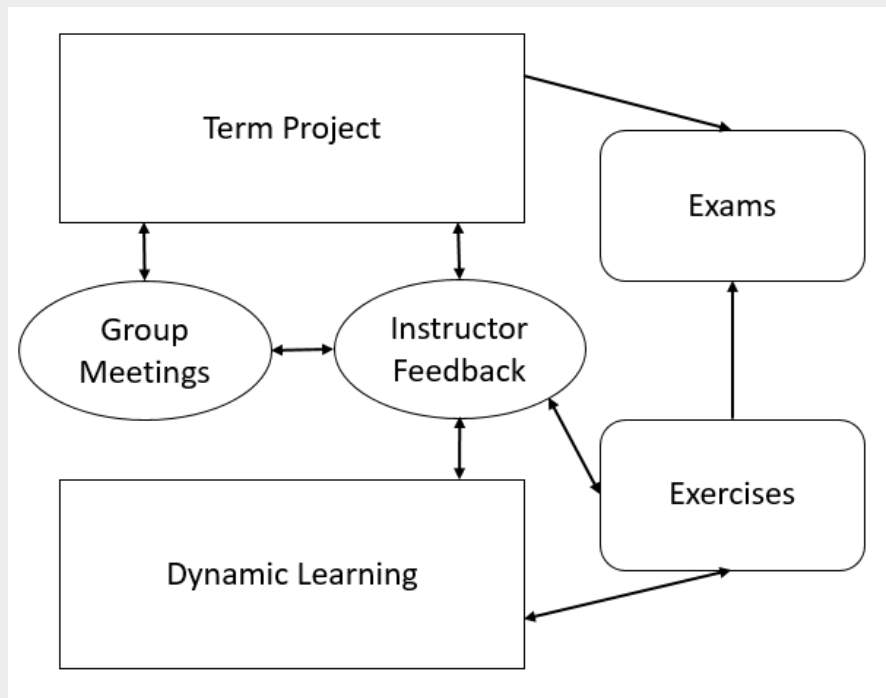 Term Project
Exams
Group
Meetings
Instructor
Feedback
Exercises
Dynamic Learning